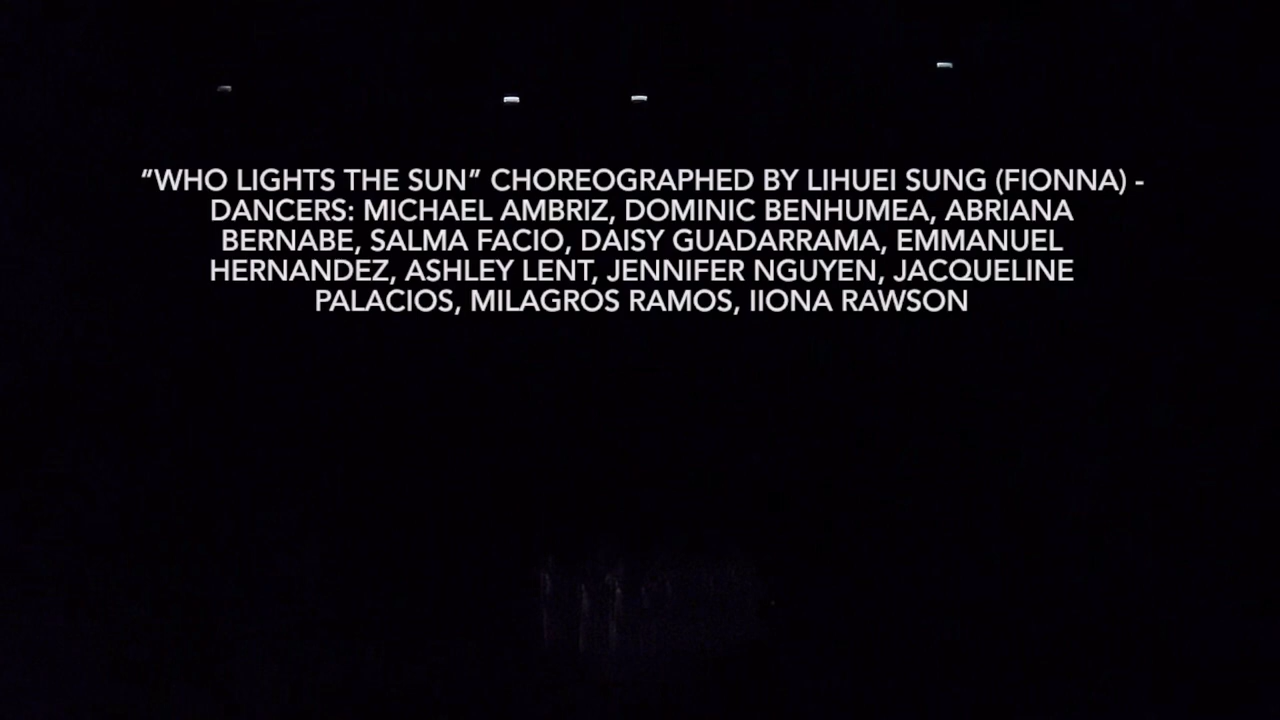 “WHO LIGHTS THE SUN” CHOREOGRAPHED BY LIHUEI SUNG (FIONNA) -
DANCERS: MICHAEL AMBRIZ, DOMINIC BENHUMEA, ABRIANA
BERNABE, SALMA FACIO, DAISY GUADARRAMA, EMMANUEL
HERNANDEZ, ASHLEY LENT, JENNIFER NGUYEN, JACQUELINE
PALACIOS, MILAGROS RAMOS, IIONA RAWSON